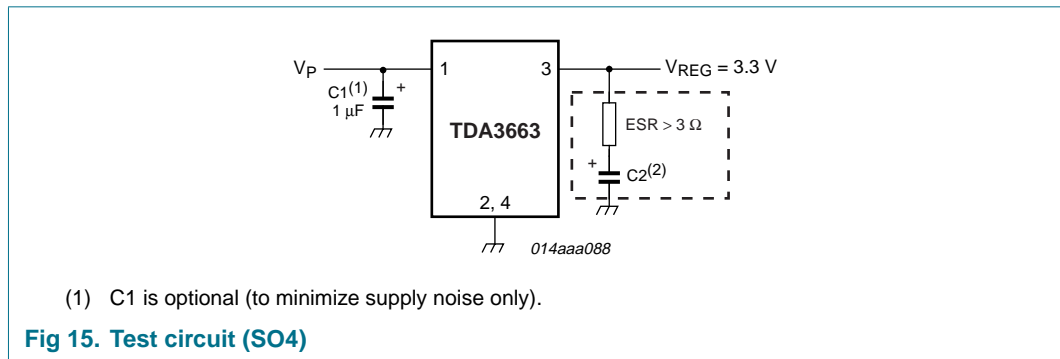 V_P
1
3
V_REG = 3.3 V
C1(1)
+
1 μF
TDA3663
ESR > 3 Ω
+
C2(2)
2, 4
014aaa088
(1) C1 is optional (to minimize supply noise only).
Fig 15. Test circuit (SO4)